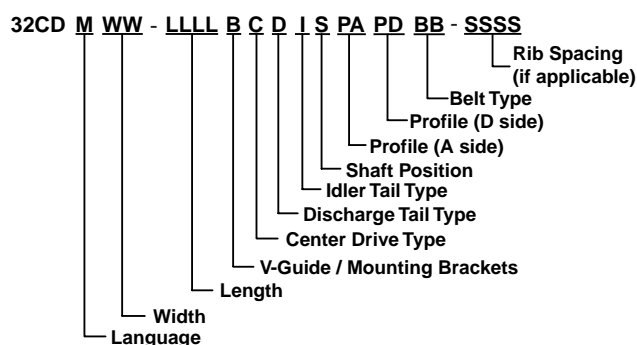 32CD M WW - LLLL B C D I S PA PD BB - SSSS
Rib Spacing
(if applicable)
Belt Type
Profile (D side)
Profile (A side)
Shaft Position
Idler Tail Type
Discharge Tail Type
Center Drive Type
V-Guide / Mounting Brackets
Length
Width
Language